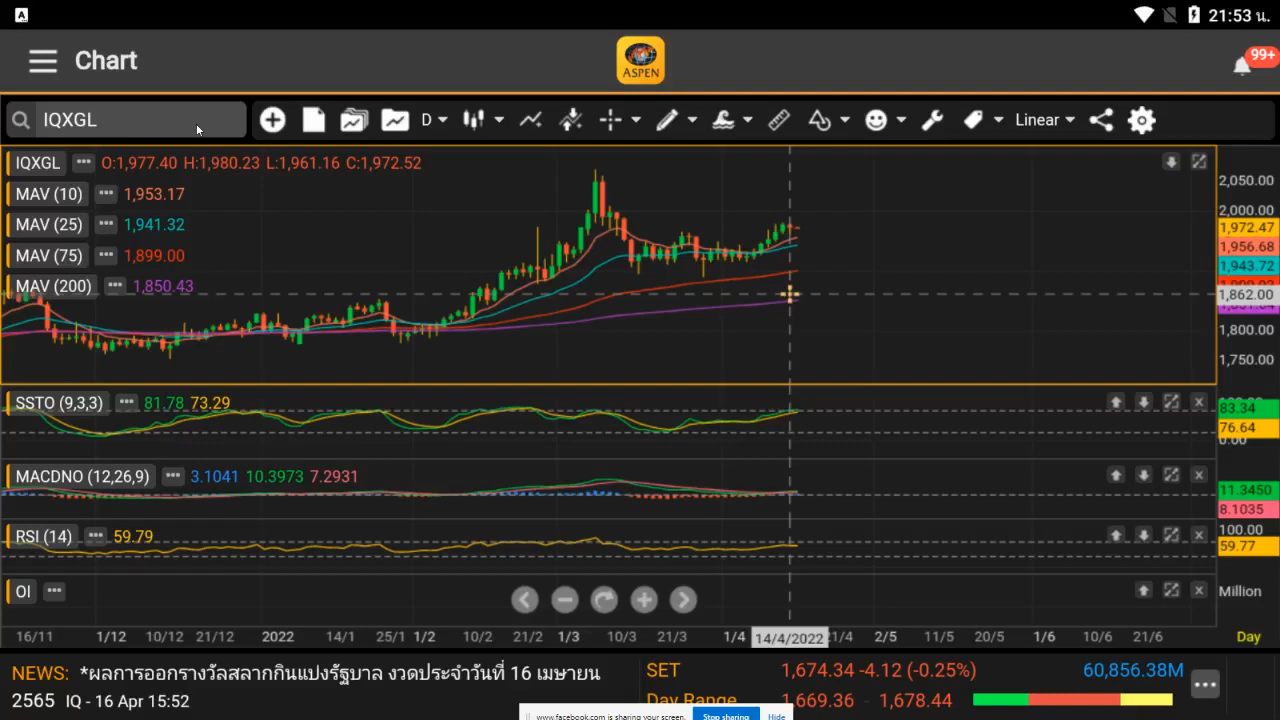 A
21:53 น.
Chart
ASPEN
99+
IQXGL
D
Linear
IQXGL ••• O:1,977.40 H:1,980.23 L:1,961.16 C:1,972.52
MAV (10) ••• 1,953.17
MAV (25) ••• 1,941.32
MAV (75) ••• 1,899.00
MAV (200) ••• 1,850.43
2,050.00
2,000.00
1,972.47
1,956.68
1,943.72
1,862.00
1,800.00
1,750.00
SSTO (9,3,3) ••• 81.78 73.29
83.34
76.64
0.00
MACDNO (12,26,9) ••• 3.1041 10.3973 7.2931
11.3450
8.1035
RSI (14) ••• 59.79
100.00
59.77
OI •••
Million
16/11 1/12 10/12 21/12 2022 14/1 25/1 1/2 10/2 21/2 1/3 10/3 21/3 1/4 14/4/2022 21/4 2/5 11/5 20/5 1/6 10/6 21/6 Day
NEWS: *ผลการออกรางวัลสลากกินแบ่งรัฐบาล งวดประจำวันที่ 16 เมษายน
2565 IQ - 16 Apr 15:52
SET 1,674.34 -4.12 (-0.25%) 60,856.38M
Day Range 1,669.36 - 1,678.44
www.facebook.com is sharing your screen. Stop sharing Hide